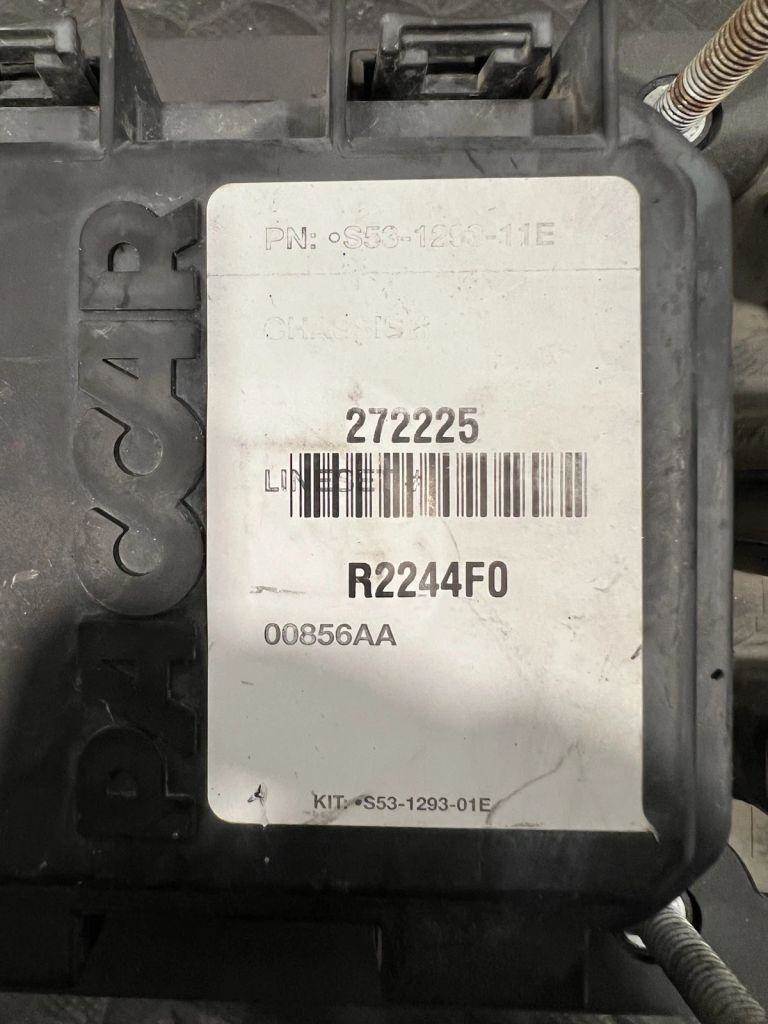 PACCAR
PN: •S53-1293-11E
CHASSIS #
272225
LINESET #
R2244F0
00856AA
KIT: •S53-1293-01E